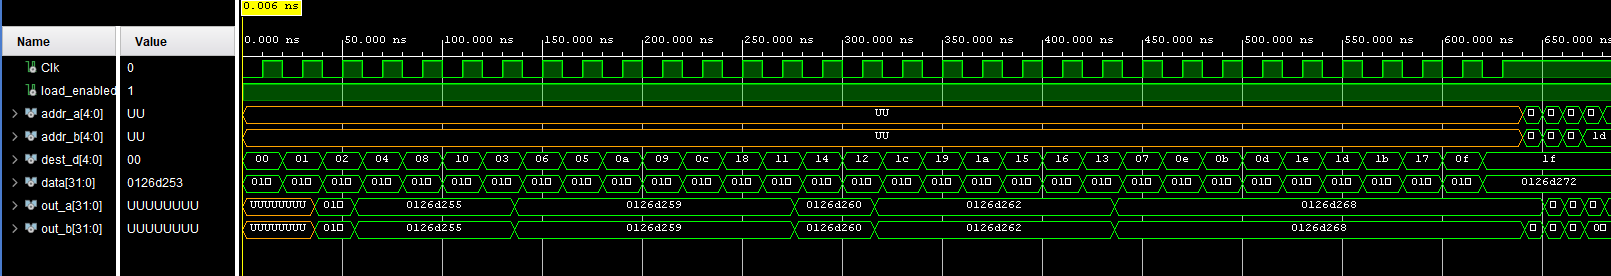 0.006 ns
Name Value
0.000 ns 50.000 ns 100.000 ns 150.000 ns 200.000 ns 250.000 ns 300.000 ns 350.000 ns 400.000 ns 450.000 ns 500.000 ns 550.000 ns 600.000 ns 650.000
Clk 0
load_enabled 1
addr_a[4:0] UU UU
addr_b[4:0] UU UU 1d
dest_d[4:0] 00 00 01 02 04 08 10 03 06 05 0a 09 0c 18 11 14 12 1c 19 1a 15 16 13 07 0e 0b 0d 1e 1d 1b 17 0f 1f
data[31:0] 0126d253 01 01 01 01 01 01 01 01 01 01 01 01 01 01 01 01 01 01 01 01 01 01 01 01 01 01 01 01 01 01 01 0126d272
out_a[31:0] UUUUUUUU UUUUUUUU 01 0126d255 0126d259 0126d260 0126d262 0126d268
out_b[31:0] UUUUUUUU UUUUUUUU 01 0126d255 0126d259 0126d260 0126d262 0126d268 00